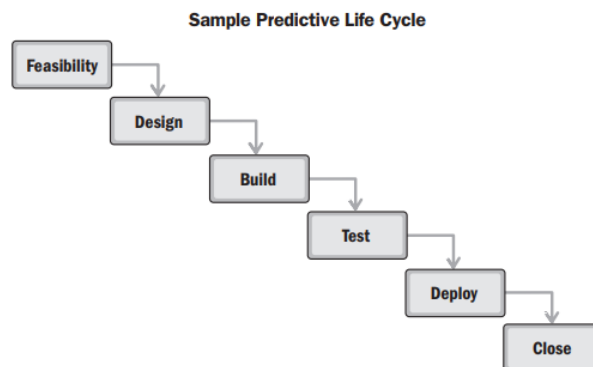 Sample Predictive Life Cycle
Feasibility
Design
Build
Test
Deploy
Close